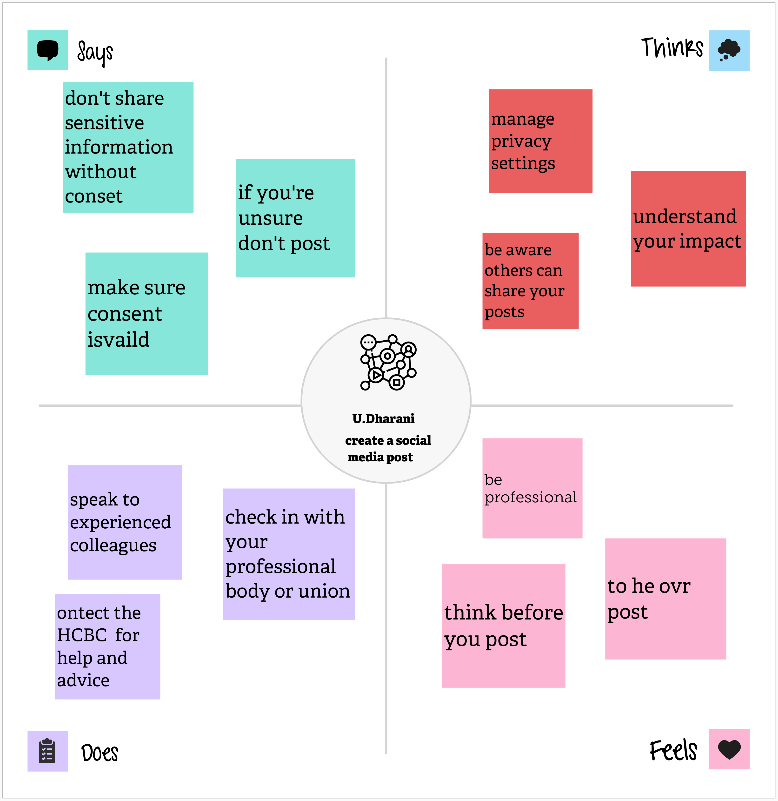 Says
don't share
sensitive
information
without
conset
if you're
unsure
don't post
make sure
consent
isvaild
Thinks
manage
privacy
settings
understand
your impact
be aware
others can
share your
posts
U.Dharani
create a social
media post
speak to
experienced
colleagues
check in with
your
professional
body or union
ontect the
HCBC for
help and
advice
Does
be
professional
think before
you post
to he ovr
post
Feels